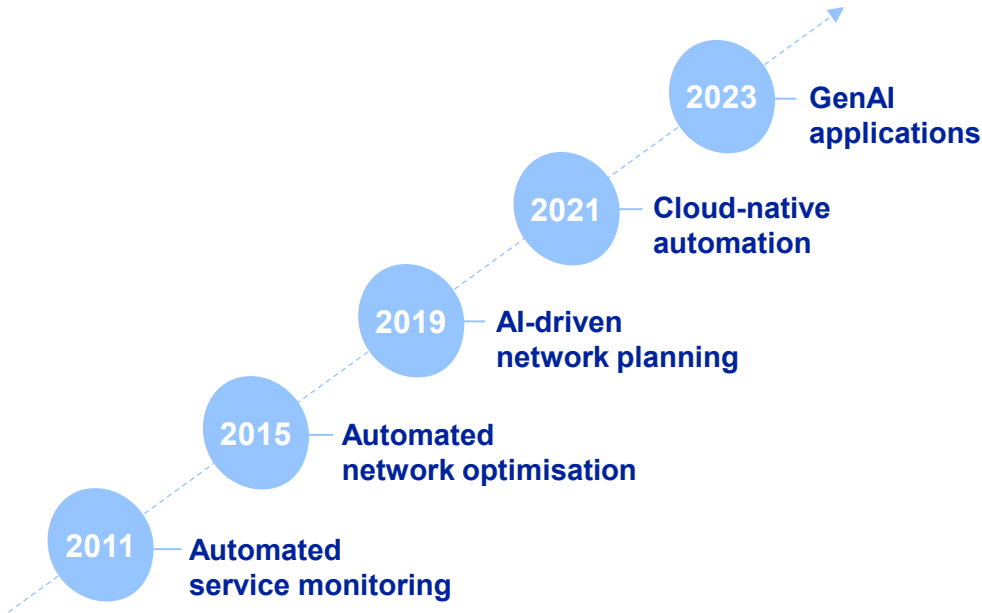 2023
GenAI
applications
2021
Cloud-native
automation
2019
AI-driven
network planning
2015
Automated
network optimisation
2011
Automated
service monitoring